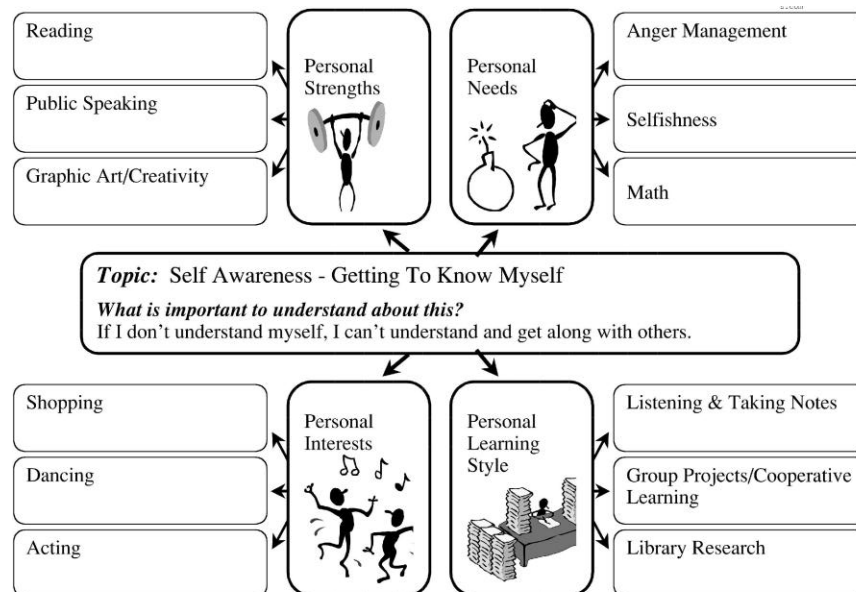 Reading
Public Speaking
Graphic Art/Creativity
Personal
Strengths
Personal
Needs
Anger Management
Selfishness
Math
Topic: Self Awareness - Getting To Know Myself
What is important to understand about this?
If I don't understand myself, I can't understand and get along with others.
Shopping
Dancing
Acting
Personal
Interests
Personal
Learning
Style
Listening & Taking Notes
Group Projects/Cooperative
Learning
Library Research